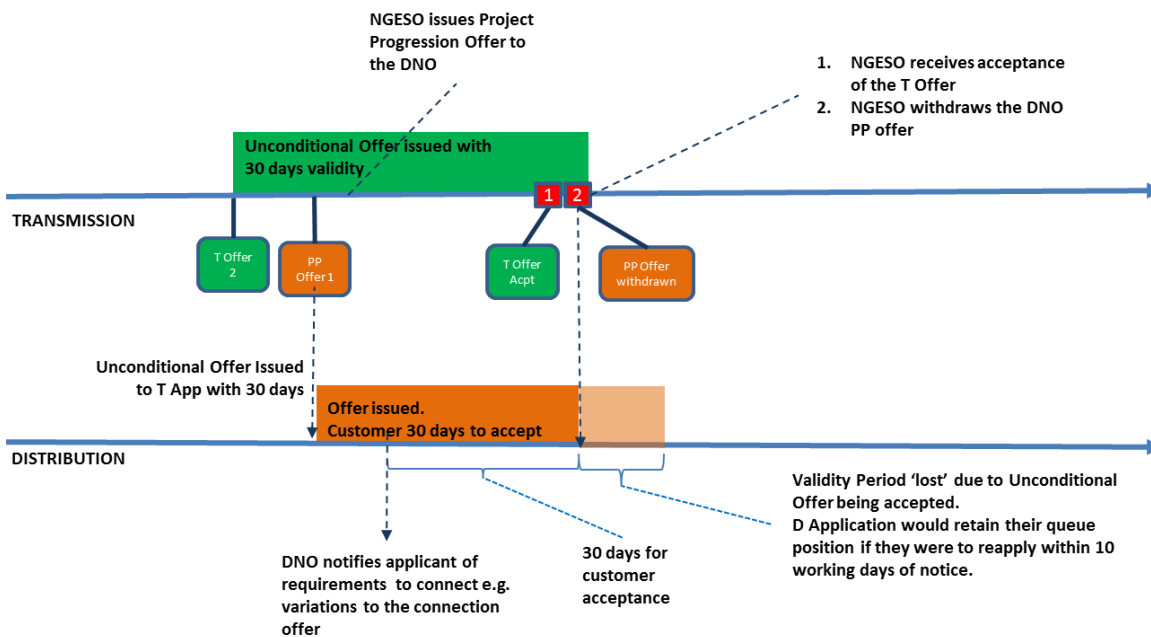 NGESO issues Project
Progression Offer to
the DNO
1. NGESO receives acceptance
of the T Offer
2. NGESO withdraws the DNO
PP offer
Unconditional Offer issued with
30 days validity
1
2
TRANSMISSION
T Offer
2
PP
Offer 1
T Offer
Acpt
PP Offer
withdrawn
Unconditional Offer Issued
to T App with 30 days
Offer issued.
Customer 30 days to accept
DISTRIBUTION
DNO notifies applicant of
requirements to connect e.g.
variations to the connection
offer
30 days for
customer
acceptance
Validity Period ‘lost’ due to Unconditional
Offer being accepted.
D Application would retain their queue
position if they were to reapply within 10
working days of notice.